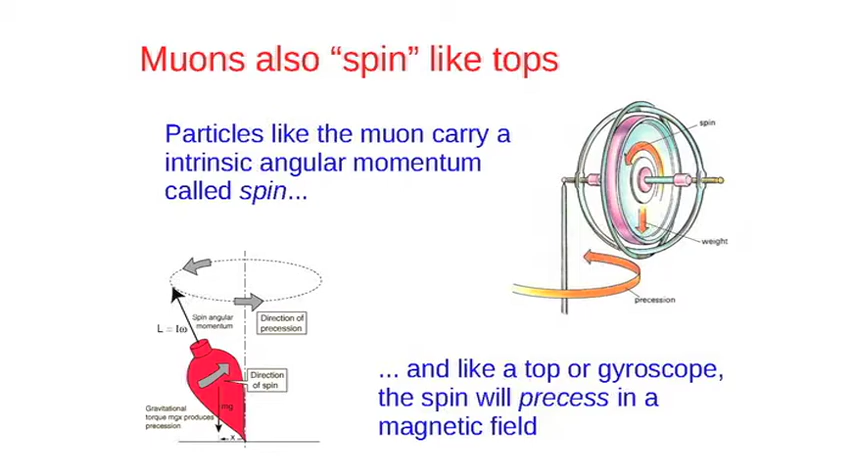 Muons also “spin” like tops
Particles like the muon carry a
intrinsic angular momentum
called spin...
spin
weight
precession
Direction of
precession
Spin angular
momentum
L = Iω
Direction
of spin
mg
Gravitational
torque mgx produces
precession
x
... and like a top or gyroscope,
the spin will precess in a
magnetic field